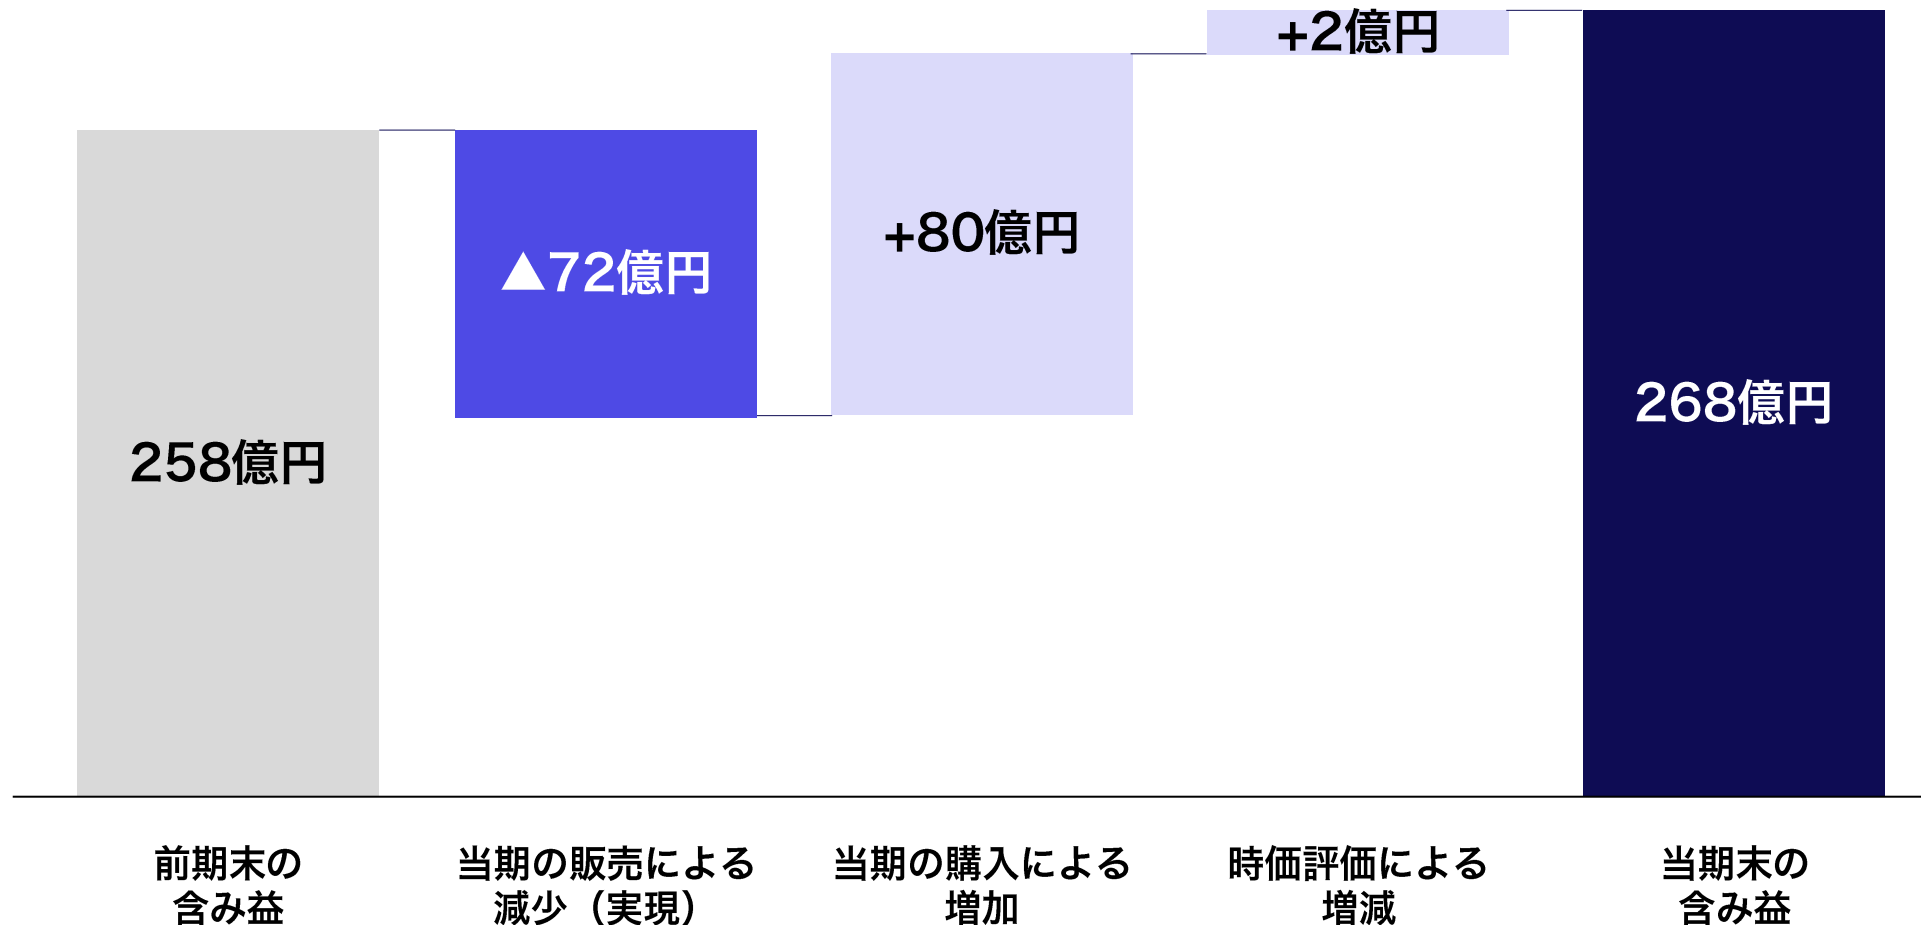 +2億円
+80億円
▲72億円
268億円
258億円
前期末の
含み益
当期の販売による
減少（実現）
当期の購入による
増加
時価評価による
増減
当期末の
含み益